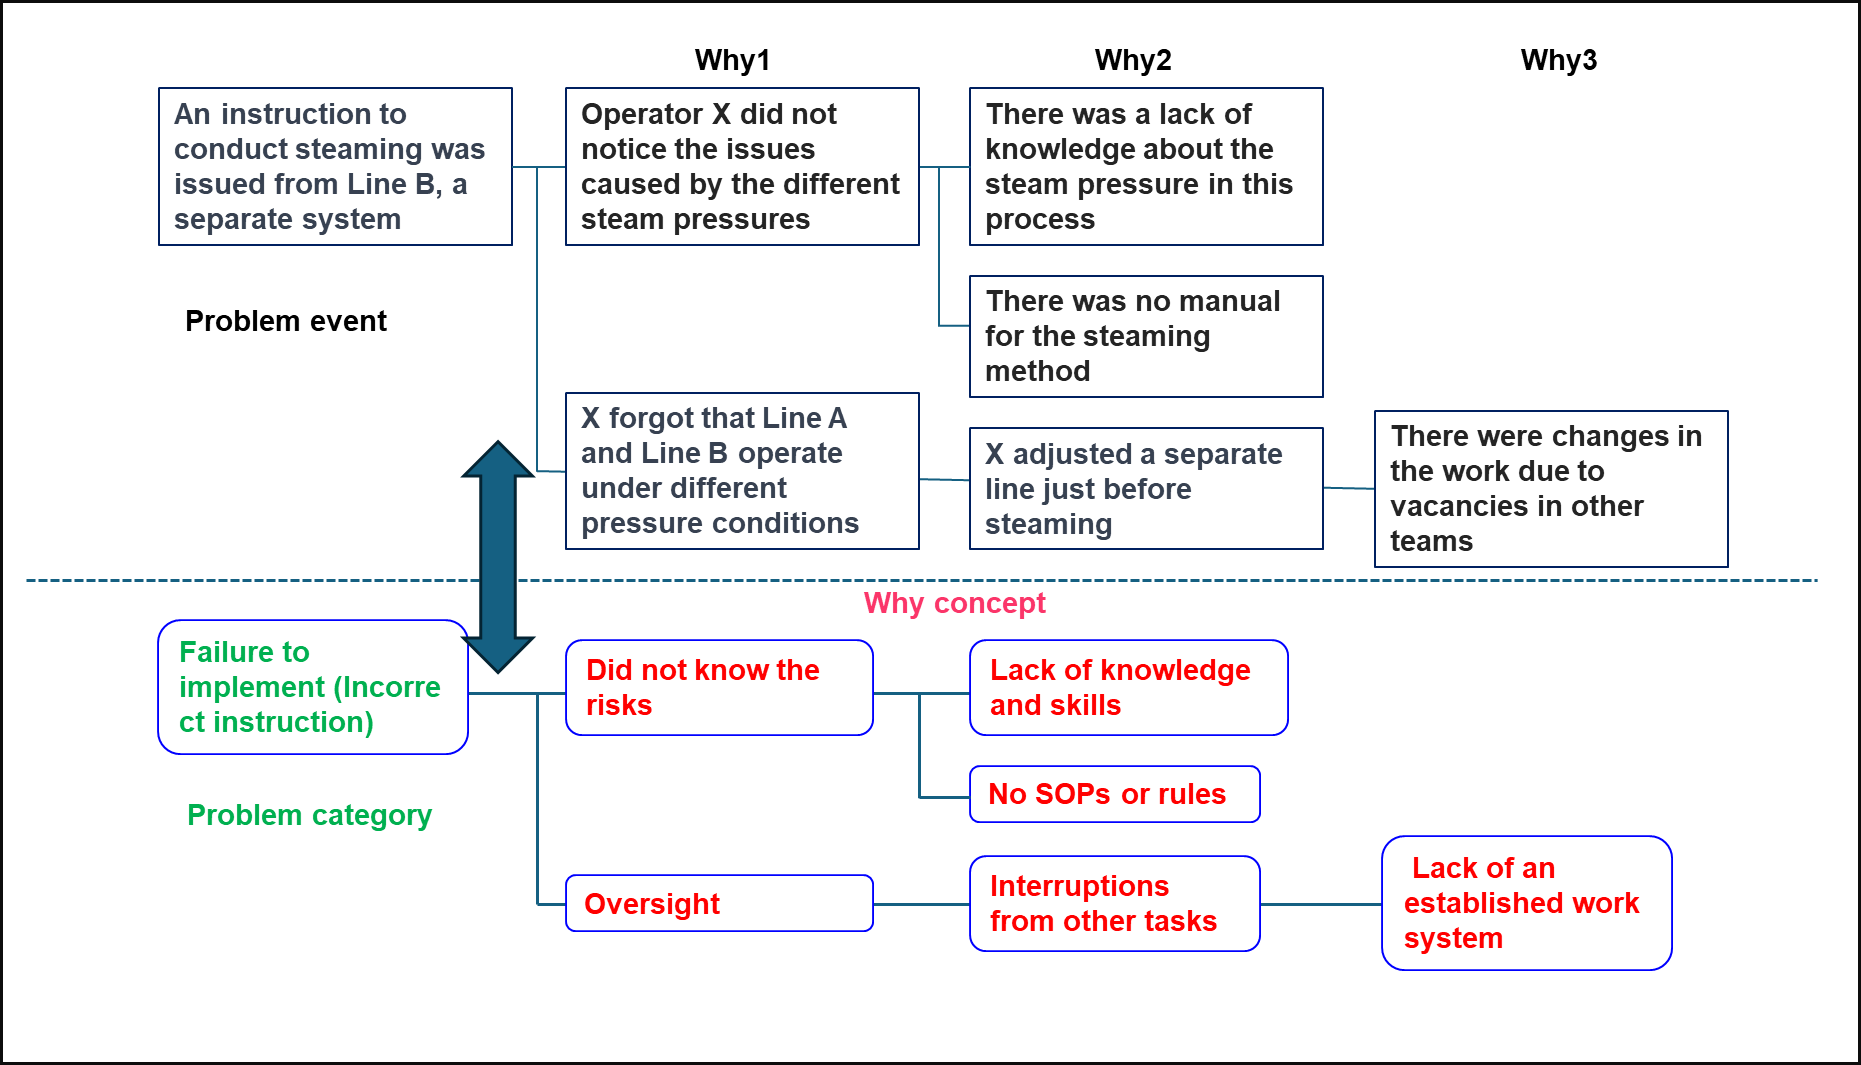 Why1
Why2
Why3
An instruction to
conduct steaming was
issued from Line B, a
separate system
Operator X did not
notice the issues
caused by the different
steam pressures
There was a lack of
knowledge about the
steam pressure in this
process
Problem event
There was no manual
for the steaming
method
X forgot that Line A
and Line B operate
under different
pressure conditions
X adjusted a separate
line just before
steaming
There were changes in
the work due to
vacancies in other
teams
Why concept
Failure to
implement (Incorre
ct instruction)
Did not know the
risks
Lack of knowledge
and skills
Problem category
No SOPs or rules
Oversight
Interruptions
from other tasks
Lack of an
established work
system